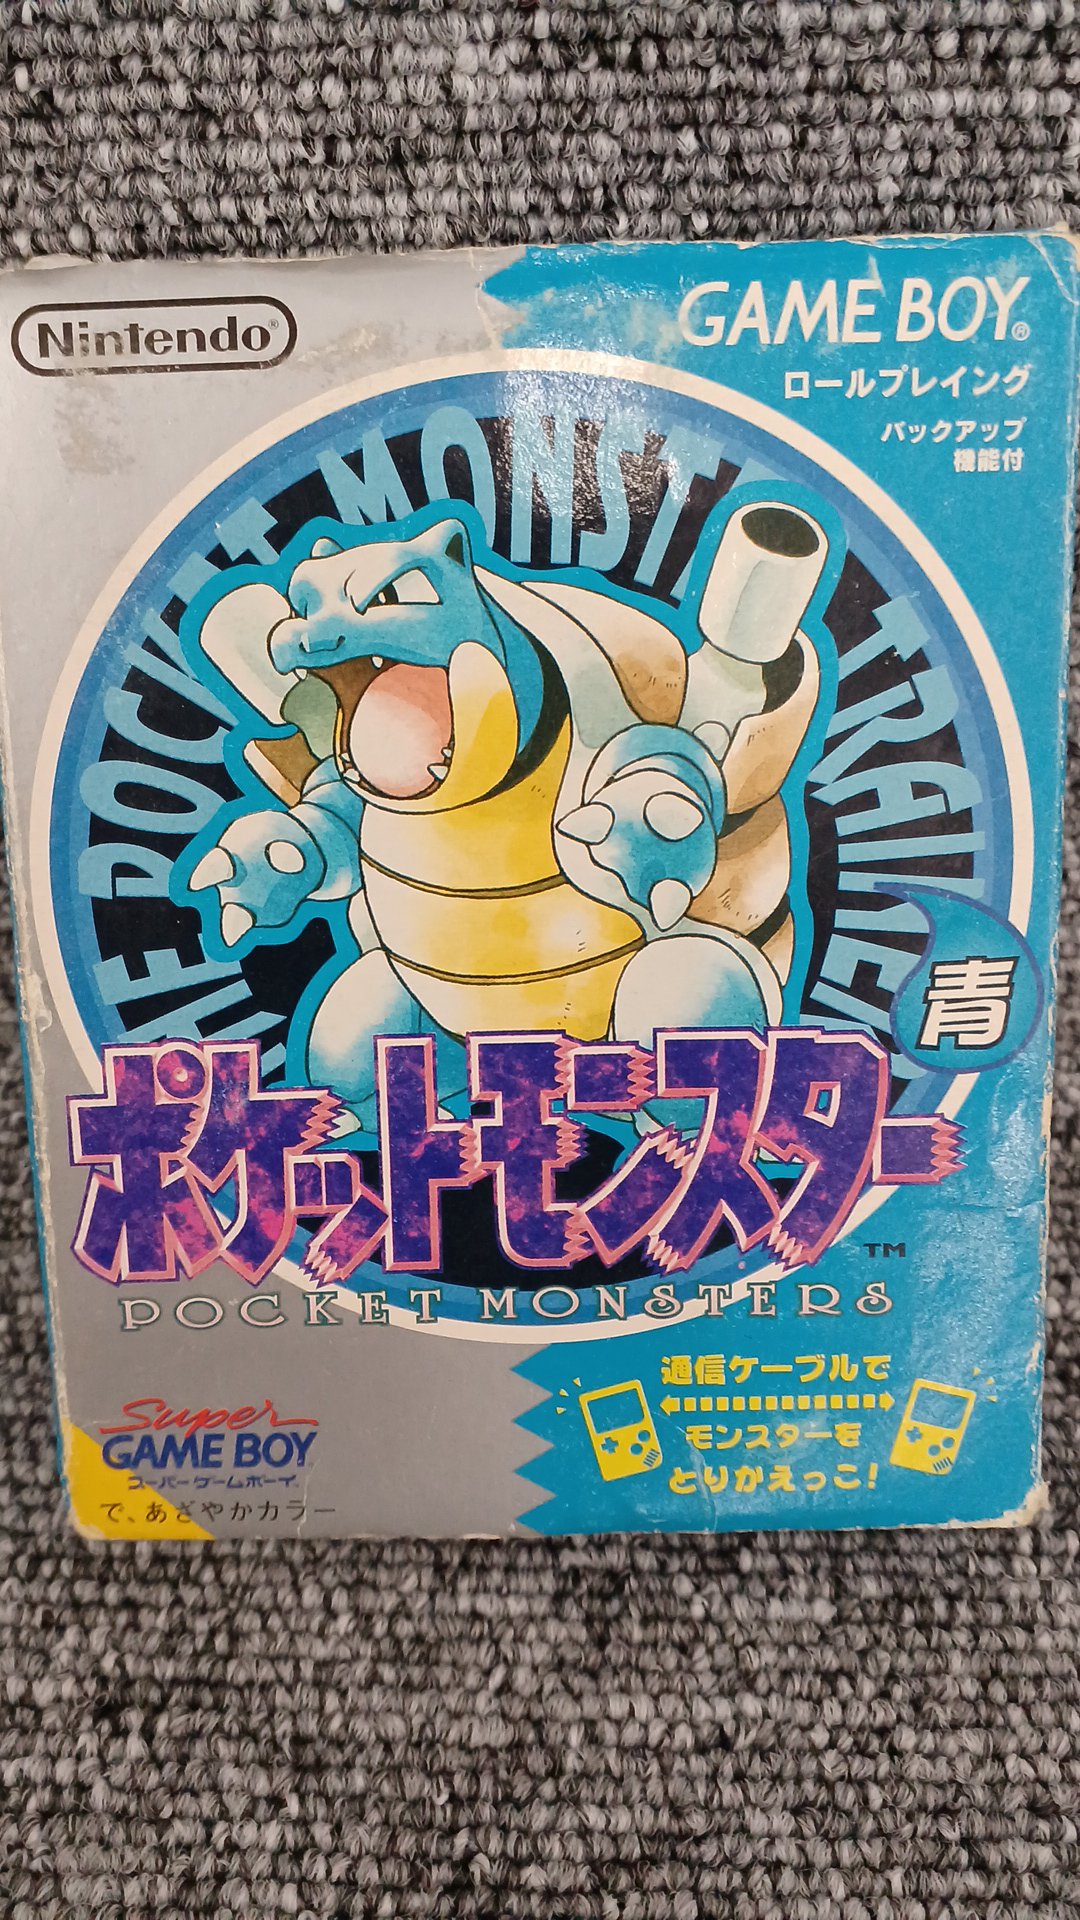 Nintendo®
GAME BOY®
ロールプレイング
バックアップ
機能付
THE POCKET MONSTER TRAINER
青
ポケットモンスター
TM
POCKET MONSTERS
通信ケーブルで
モンスターを
とりかえっこ!
Super
GAME BOY
スーパーゲームボーイ
で、あざやかカラー